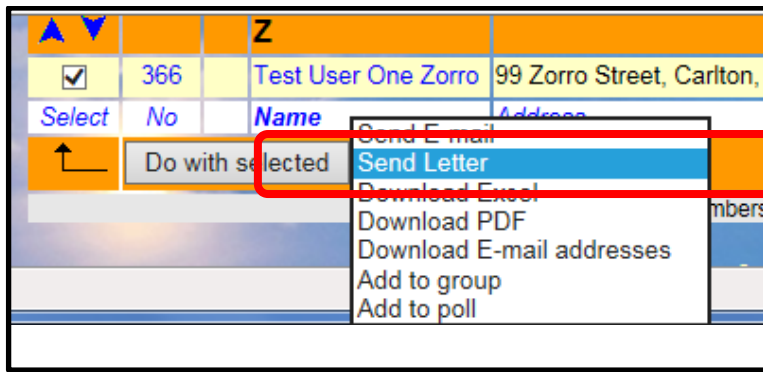 Z
366 Test User One Zorro 99 Zorro Street, Carlton,
Select No Name Address
Send E-mail
Do with selected Send Letter
Download Excel
Download PDF
Download E-mail addresses
Add to group
Add to poll